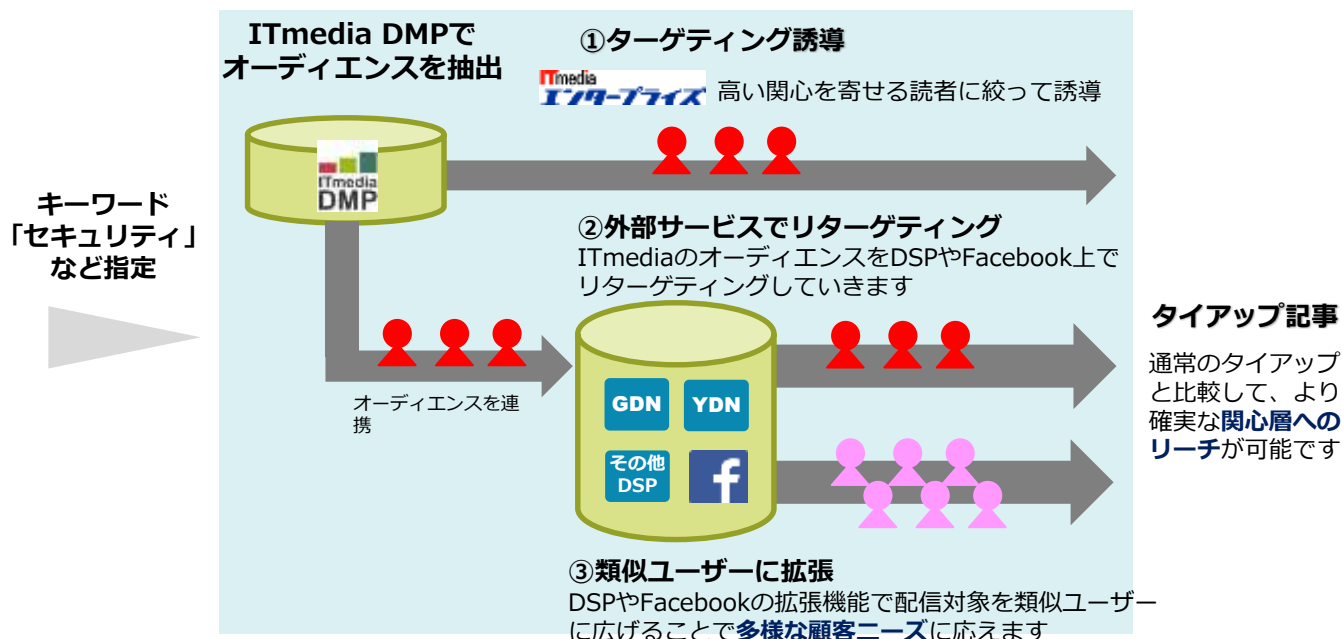 ITmedia DMPで
オーディエンスを抽出
①ターゲティング誘導
ITmedia
エンタープライズ
高い関心を寄せる読者に絞って誘導
ITmedia
DMP
キーワード
「セキュリティ」
など指定
②外部サービスでリターゲティング
ITmediaのオーディエンスをDSPやFacebook上で
リターゲティングしていきます
オーディエンスを連
携
GDN
YDN
その他
DSP
f
タイアップ記事
通常のタイアップ
と比較して、より
確実な関心層への
リーチが可能です
③類似ユーザーに拡張
DSPやFacebookの拡張機能で配信対象を類似ユーザー
に広げることで多様な顧客ニーズに応えます